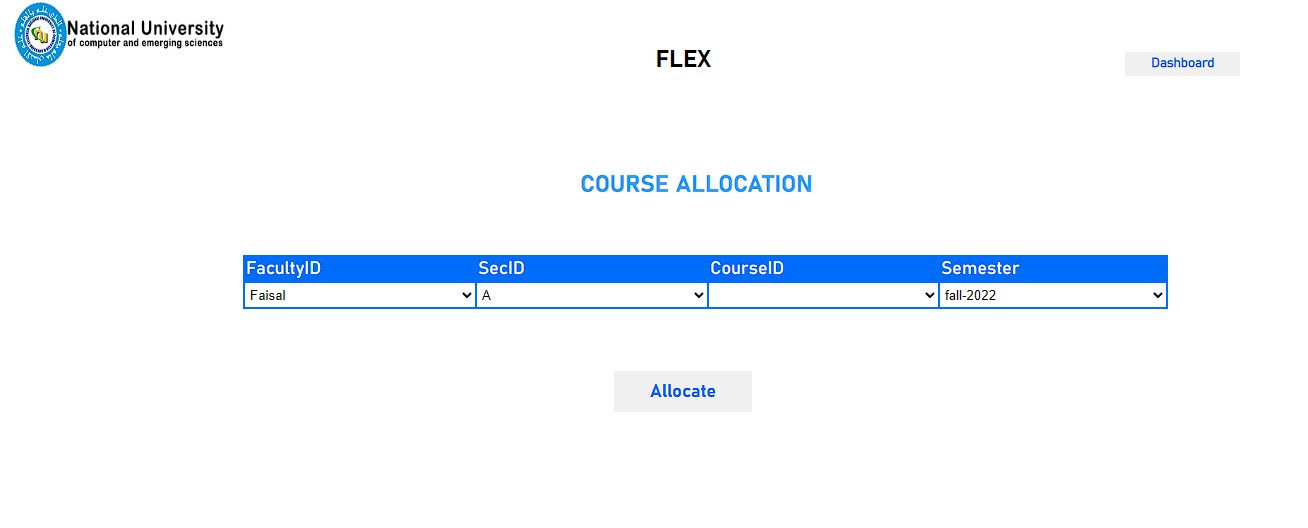 National University
of computer and emerging sciences
FLEX
Dashboard
COURSE ALLOCATION
FacultyID SecID CourseID Semester
Faisal A fall-2022
Allocate